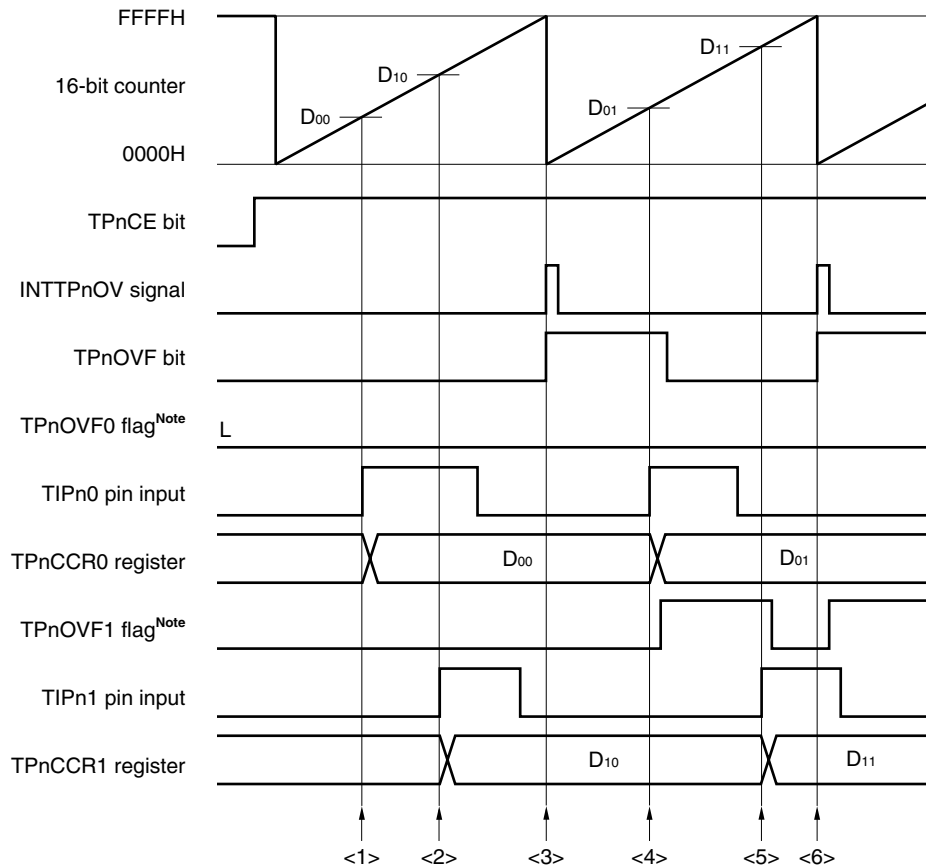 FFFFH
D11
D10
16-bit counter
D01
D00
0000H
TPnCE bit
INTTPnOV signal
TPnOVF bit
TPnOVF0 flagNote
L
TIPn0 pin input
TPnCCR0 register
D00
D01
TPnOVF1 flagNote
TIPn1 pin input
TPnCCR1 register
D10
D11
<1> <2> <3> <4> <5> <6>